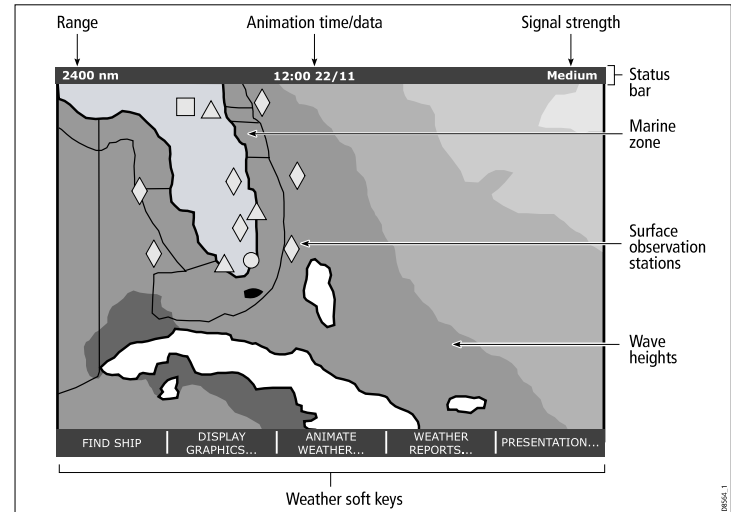 Range
Animation time/data
Signal strength
2400 nm
12:00 22/11
Medium
Status
bar
Marine
zone
Surface
observation
stations
Wave
heights
FIND SHIP
DISPLAY
GRAPHICS...
ANIMATE
WEATHER...
WEATHER
REPORTS...
PRESENTATION...
Weather soft keys
D8564_1